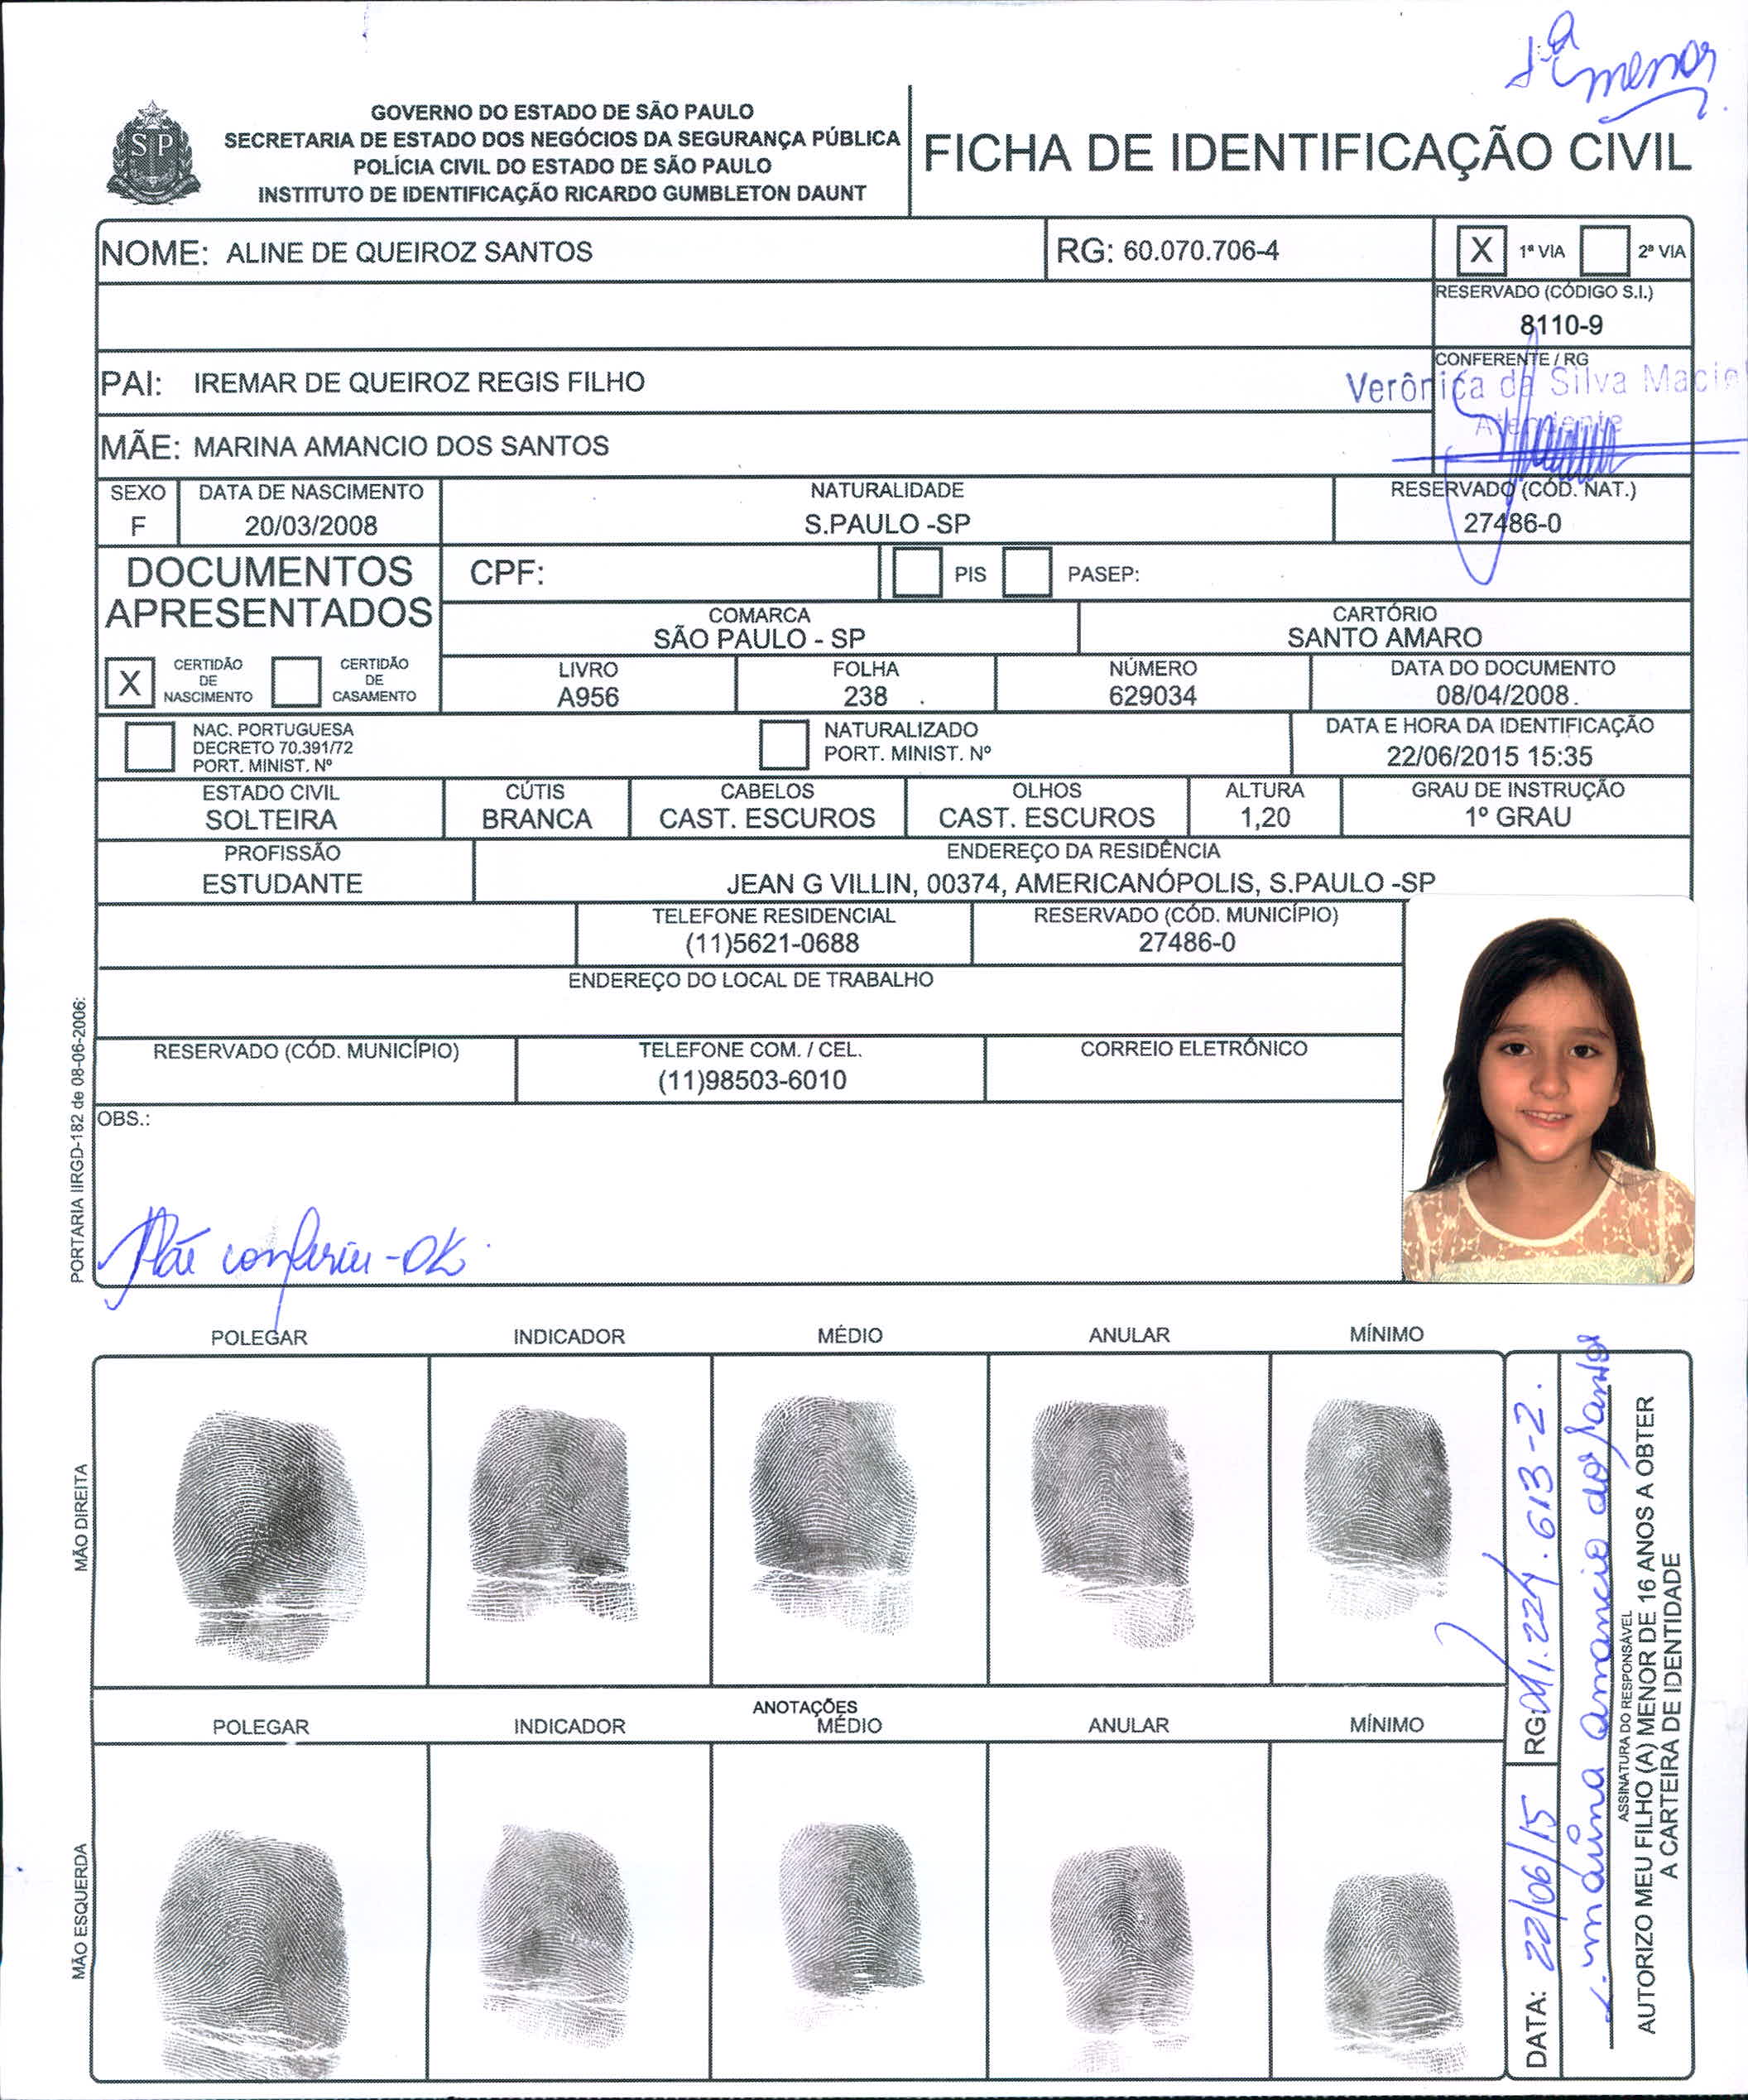 1ª menor
GOVERNO DO ESTADO DE SÃO PAULO
SECRETARIA DE ESTADO DOS NEGÓCIOS DA SEGURANÇA PÚBLICA
POLÍCIA CIVIL DO ESTADO DE SÃO PAULO
INSTITUTO DE IDENTIFICAÇÃO RICARDO GUMBLETON DAUNT
SP
FICHA DE IDENTIFICAÇÃO CIVIL
NOME: ALINE DE QUEIROZ SANTOS
RG: 60.070.706-4
X 1ª VIA 2ª VIA
RESERVADO (CÓDIGO S.I.)
8110-9
PAI: IREMAR DE QUEIROZ REGIS FILHO
CONFERENTE / RG
Verônica da Silva Maciel
Atendente
MÃE: MARINA AMANCIO DOS SANTOS
SEXO
F
DATA DE NASCIMENTO
20/03/2008
NATURALIDADE
S.PAULO -SP
RESERVADO (CÓD. NAT.)
27486-0
DOCUMENTOS
APRESENTADOS
CPF:
PIS
PASEP:
COMARCA
SÃO PAULO - SP
CARTÓRIO
SANTO AMARO
X CERTIDÃO DE NASCIMENTO
CERTIDÃO DE CASAMENTO
LIVRO
A956
FOLHA
238
NÚMERO
629034
DATA DO DOCUMENTO
08/04/2008
NAC. PORTUGUESA
DECRETO 70.391/72
PORT. MINIST. Nº
NATURALIZADO
PORT. MINIST. Nº
DATA E HORA DA IDENTIFICAÇÃO
22/06/2015 15:35
ESTADO CIVIL
SOLTEIRA
CÚTIS
BRANCA
CABELOS
CAST. ESCUROS
OLHOS
CAST. ESCUROS
ALTURA
1,20
GRAU DE INSTRUÇÃO
1º GRAU
PROFISSÃO
ESTUDANTE
ENDEREÇO DA RESIDÊNCIA
JEAN G VILLIN, 00374, AMERICANÓPOLIS, S.PAULO -SP
TELEFONE RESIDENCIAL
(11)5621-0688
RESERVADO (CÓD. MUNICÍPIO)
27486-0
ENDEREÇO DO LOCAL DE TRABALHO
RESERVADO (CÓD. MUNICÍPIO)
TELEFONE COM. / CEL.
(11)98503-6010
CORREIO ELETRÔNICO
OBS.:
Mãe conferiu - OK.
PORTARIA IIRGD-182 de 08-06-2006:
POLEGAR INDICADOR MÉDIO ANULAR MÍNIMO
MÃO DIREITA
ANOTAÇÕES
POLEGAR INDICADOR MÉDIO ANULAR MÍNIMO
MÃO ESQUERDA
DATA: 22/06/15 RG: 41.224.613-2.
marina amancio dos santos
ASSINATURA DO RESPONSÁVEL
AUTORIZO MEU FILHO (A) MENOR DE 16 ANOS A OBTER
A CARTEIRA DE IDENTIDADE